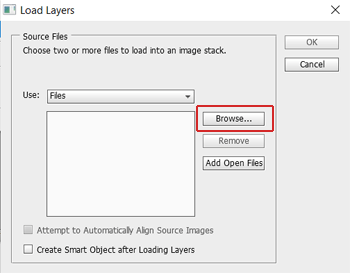 Load Layers
Source Files
Choose two or more files to load into an image stack.
OK
Cancel
Use: Files
Browse...
Remove
Add Open Files
Attempt to Automatically Align Source Images
Create Smart Object after Loading Layers